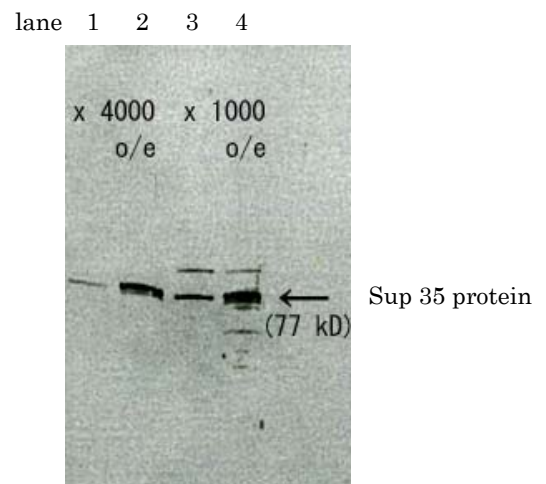 lane 1 2 3 4
x 4000 x 1000
o/e o/e
Sup 35 protein
(77 kD)